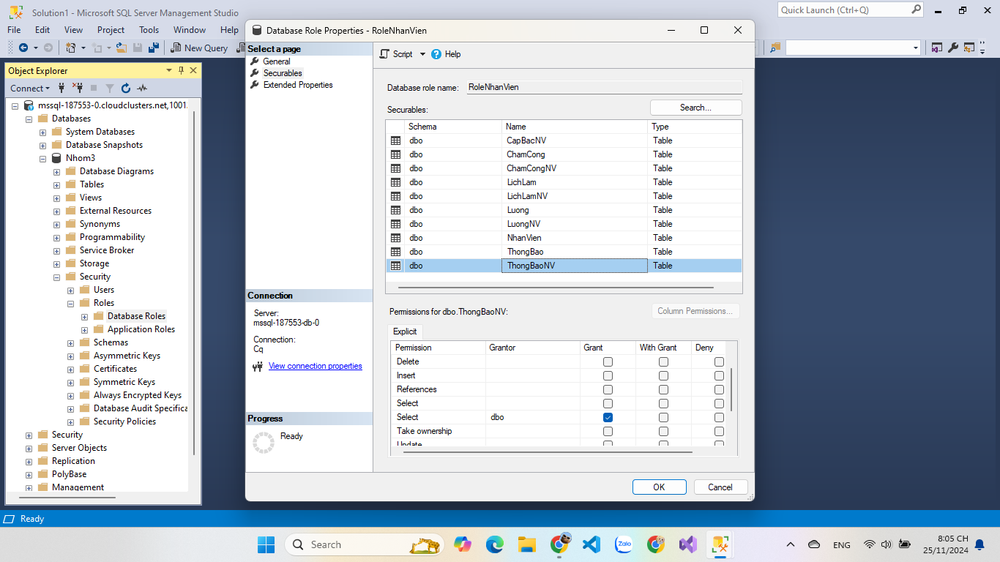 Solution1 - Microsoft SQL Server Management Studio
Quick Launch (Ctrl+Q)
File Edit View Project Tools Window Help
New Query
Object Explorer
Connect
mssql-187553-0.cloudclusters.net,1001
Databases
System Databases
Database Snapshots
Nhom3
Database Diagrams
Tables
Views
External Resources
Synonyms
Programmability
Service Broker
Storage
Security
Users
Roles
Database Roles
Application Roles
Schemas
Asymmetric Keys
Certificates
Symmetric Keys
Always Encrypted Keys
Database Audit Specifica
Security Policies
Security
Server Objects
Replication
PolyBase
Management
Database Role Properties - RoleNhanVien
Select a page
General
Securables
Extended Properties
Connection
Server:
mssql-187553-db-0
Connection:
Cq
View connection properties
Progress
Ready
Script Help
Database role name: RoleNhanVien
Securables: Search...
Schema Name Type
dbo CapBacNV Table
dbo ChamCong Table
dbo ChamCongNV Table
dbo LichLam Table
dbo LichLamNV Table
dbo Luong Table
dbo LuongNV Table
dbo NhanVien Table
dbo ThongBao Table
dbo ThongBaoNV Table
Permissions for dbo.ThongBaoNV: Column Permissions...
Explicit
Permission Grantor Grant With Grant Deny
Delete
Insert
References
Select
Select dbo
Take ownership
Update
OK Cancel
Ready
Search
Zalo
ENG
8:05 CH
25/11/2024